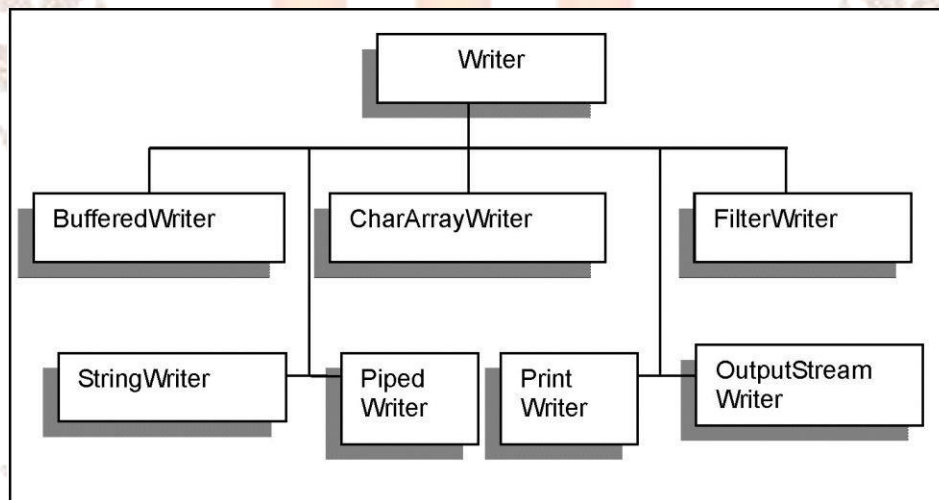 Writer
BufferedWriter
CharArrayWriter
FilterWriter
StringWriter
Piped
Writer
Print
Writer
OutputStream
Writer